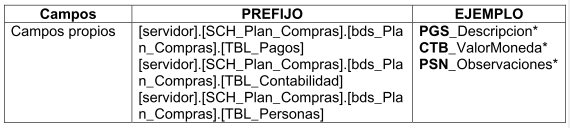 Campos PREFIJO EJEMPLO
Campos propios [servidor].[SCH_Plan_Compras].[bds_Pla PGS_Descripcion*
n_Compras].[TBL_Pagos] CTB_ValorMoneda*
[servidor].[SCH_Plan_Compras].[bds_Pla PSN_Observaciones*
n_Compras].[TBL_Contabilidad]
[servidor].[SCH_Plan_Compras].[bds_Pla
n_Compras].[TBL_Personas]